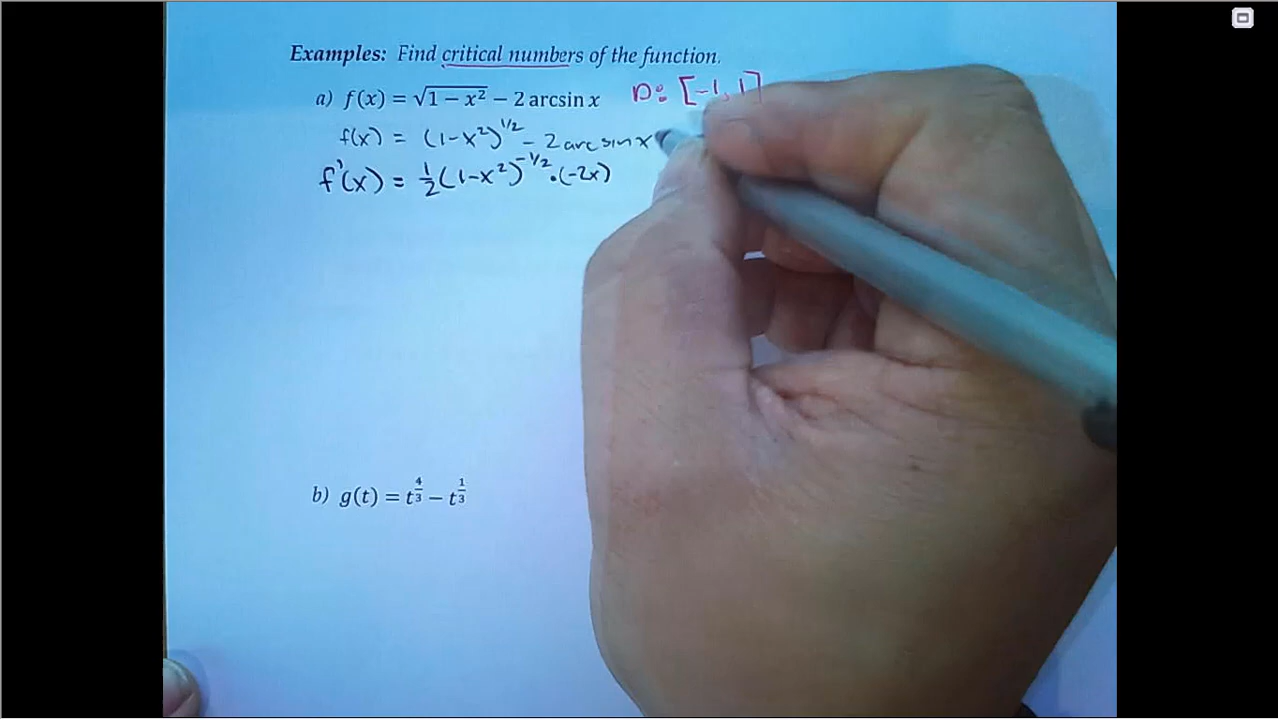 Examples: Find critical numbers of the function.
a) f(x) = √(1 − x²) − 2 arcsin x D: [-1, 1]
f(x) = (1-x²)^1/2 - 2 arcsin x
f'(x) = 1/2 (1-x²)^-1/2 · (-2x)
b) g(t) = t^4/3 − t^1/3